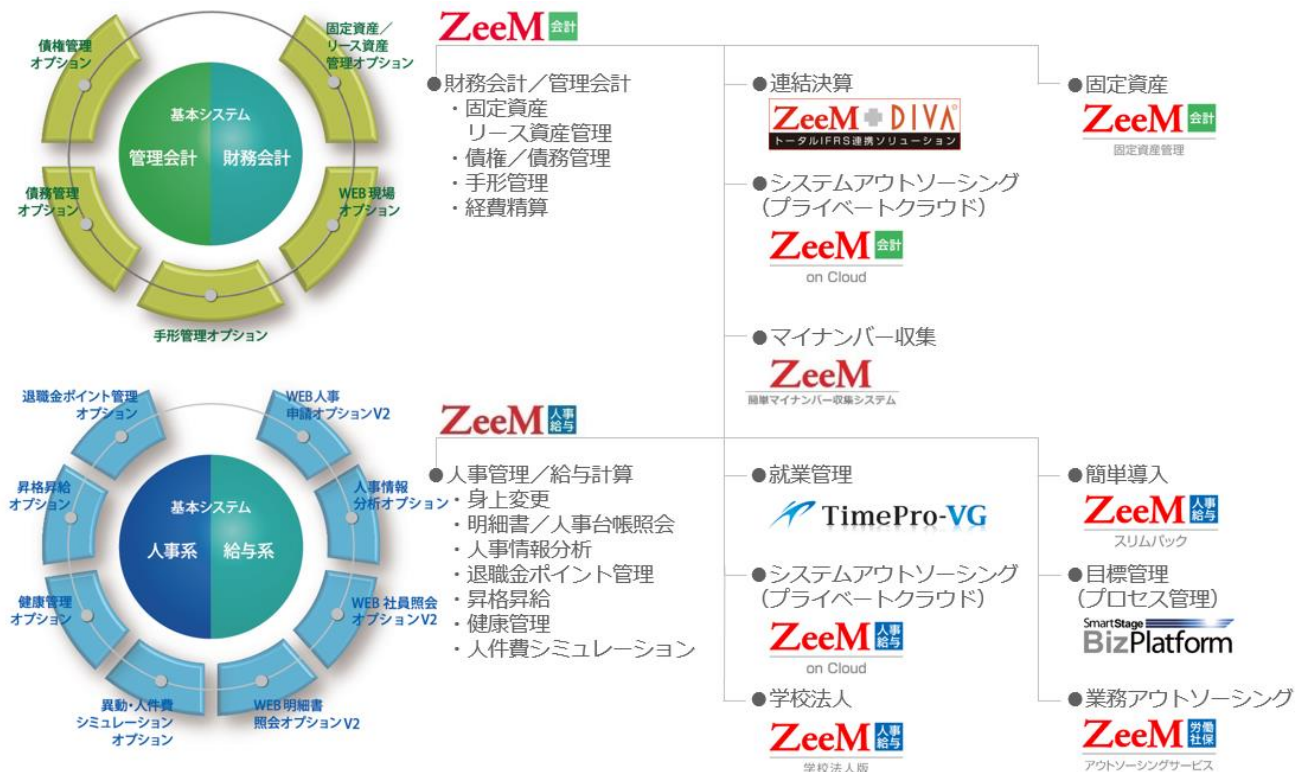 債権管理
オプション
固定資産／
リース資産
管理オプション
基本システム
管理会計
財務会計
債務管理
オプション
WEB現場
オプション
手形管理オプション
ZeeM 会計
●財務会計／管理会計
・固定資産
リース資産管理
・債権／債務管理
・手形管理
・経費精算
●連結決算
ZeeM DIVA®
トータルIFRS連携ソリューション
●システムアウトソーシング
（プライベートクラウド）
ZeeM 会計
on Cloud
●固定資産
ZeeM 会計
固定資産管理
●マイナンバー収集
ZeeM
簡単マイナンバー収集システム
退職金ポイント管理
オプション
WEB人事
申請オプションV2
昇格昇給
オプション
人事情報
分析オプション
基本システム
人事系
給与系
健康管理
オプション
WEB社員照会
オプションV2
異動・人件費
シミュレーション
オプション
WEB明細書
照会オプションV2
ZeeM 人事
給与
●人事管理／給与計算
・身上変更
・明細書／人事台帳照会
・人事情報分析
・退職金ポイント管理
・昇格昇給
・健康管理
・人件費シミュレーション
●就業管理
TimePro-VG
●システムアウトソーシング
（プライベートクラウド）
ZeeM 人事
給与
on Cloud
●学校法人
ZeeM 人事
給与
学校法人版
●簡単導入
ZeeM 人事
給与
スリムパック
●目標管理
（プロセス管理）
SmartStage
BizPlatform
●業務アウトソーシング
ZeeM 労働
社保
アウトソーシングサービス